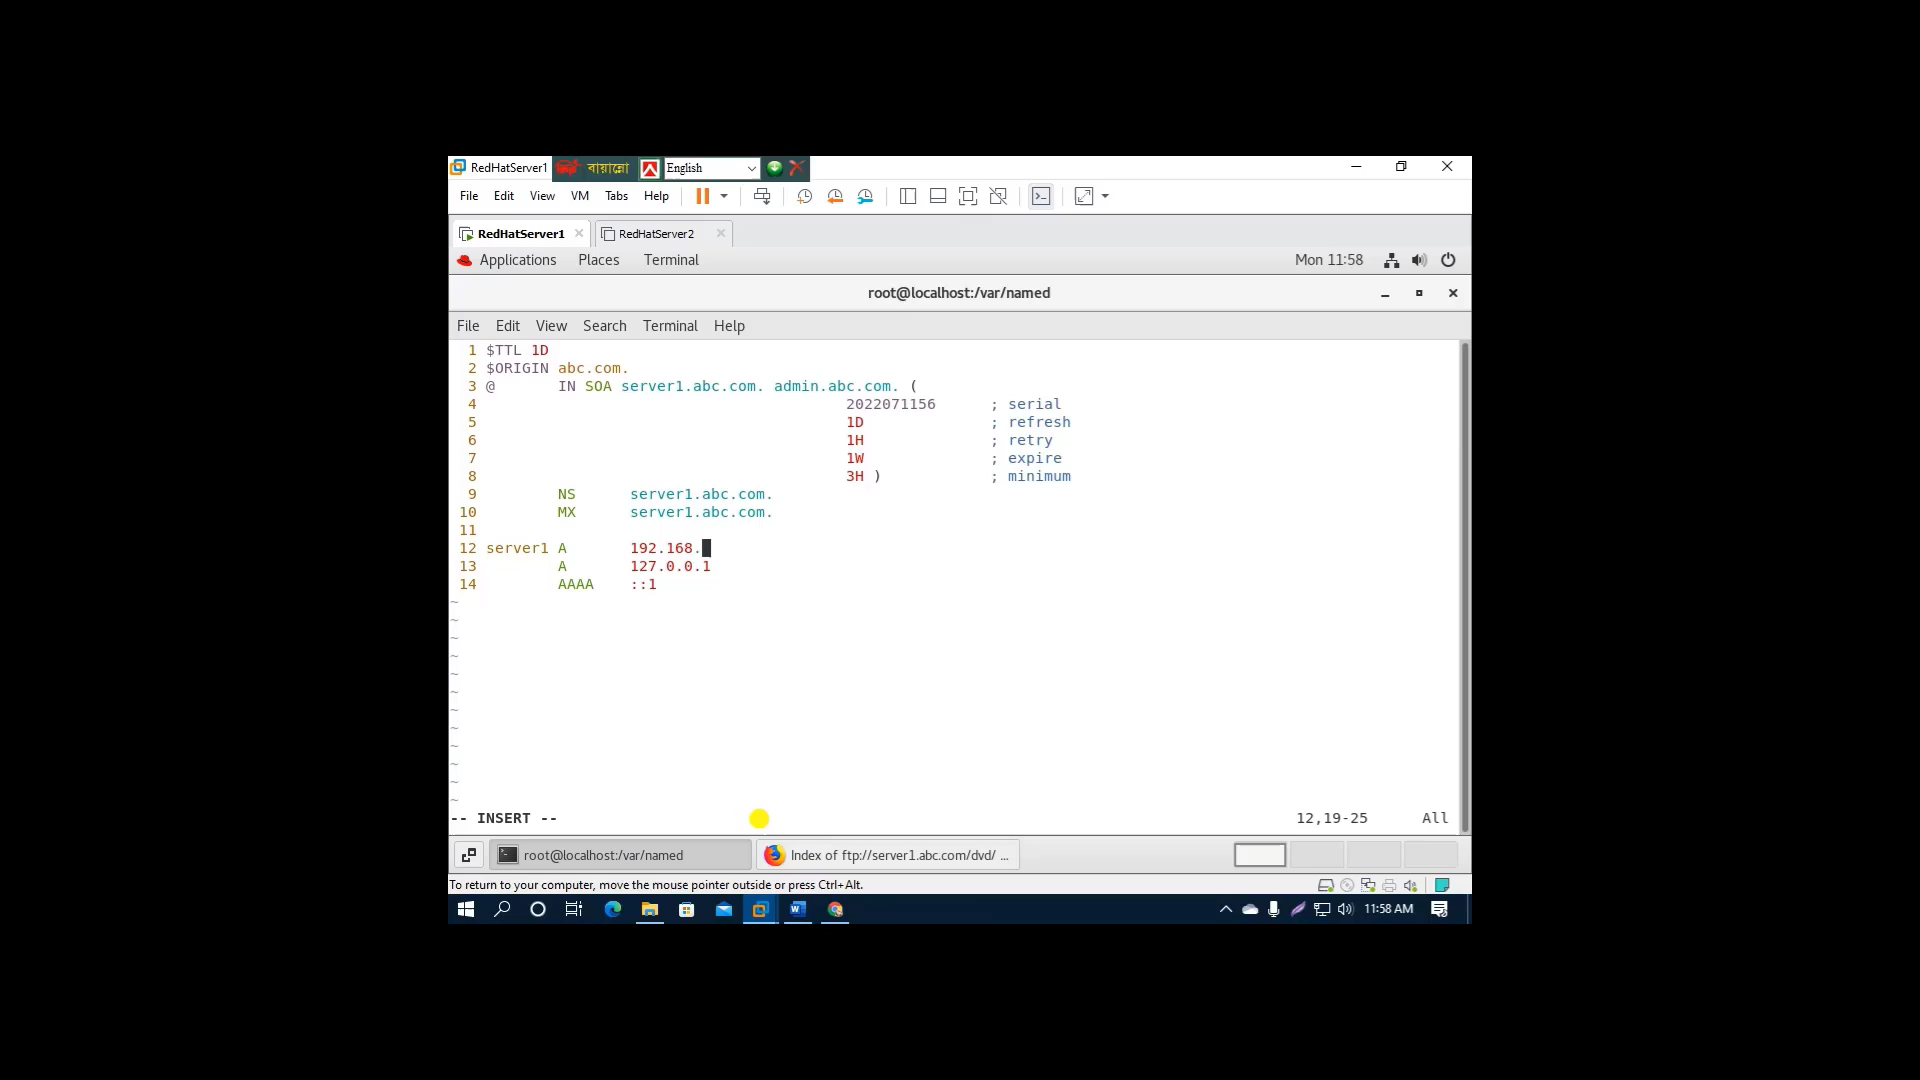 RedHatServer1 বায়ান্নো English
File Edit View VM Tabs Help
RedHatServer1 RedHatServer2
Applications Places Terminal Mon 11:58
root@localhost:/var/named
File Edit View Search Terminal Help
1 $TTL 1D
2 $ORIGIN abc.com.
3 @ IN SOA server1.abc.com. admin.abc.com. (
4 2022071156 ; serial
5 1D ; refresh
6 1H ; retry
7 1W ; expire
8 3H ) ; minimum
9 NS server1.abc.com.
10 MX server1.abc.com.
11
12 server1 A 192.168.
13 A 127.0.0.1
14 AAAA ::1
~
~
~
~
~
~
~
~
~
~
~
~
-- INSERT -- 12,19-25 All
root@localhost:/var/named Index of ftp://server1.abc.com/dvd/ ...
To return to your computer, move the mouse pointer outside or press Ctrl+Alt.
11:58 AM